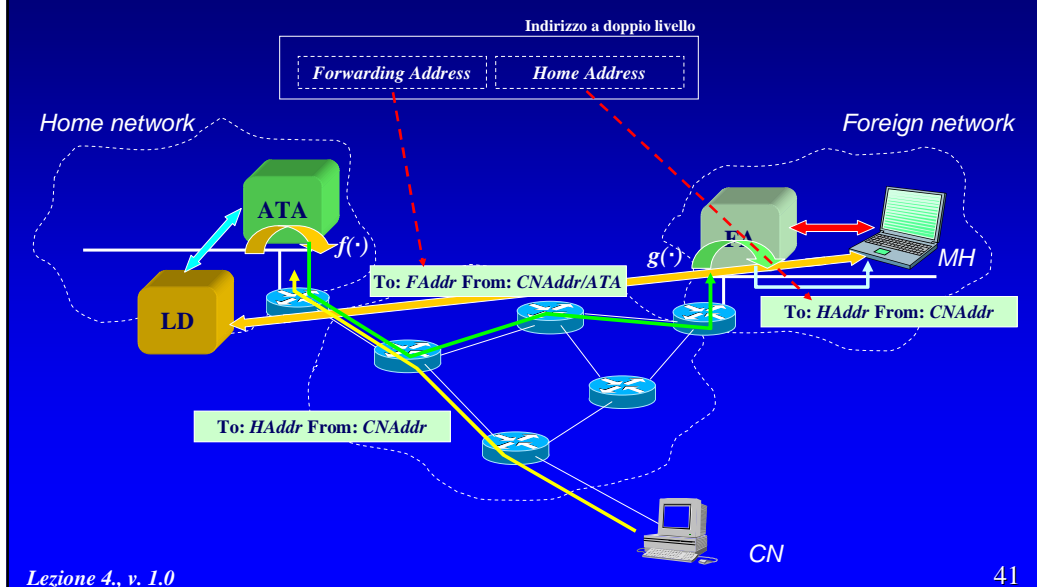 Indirizzo a doppio livello
Forwarding Address
Home Address
Home network
Foreign network
ATA
f(·)
FA
g(·)
MH
LD
To: FAddr From: CNAddr/ATA
To: HAddr From: CNAddr
To: HAddr From: CNAddr
CN
Lezione 4., v. 1.0
41